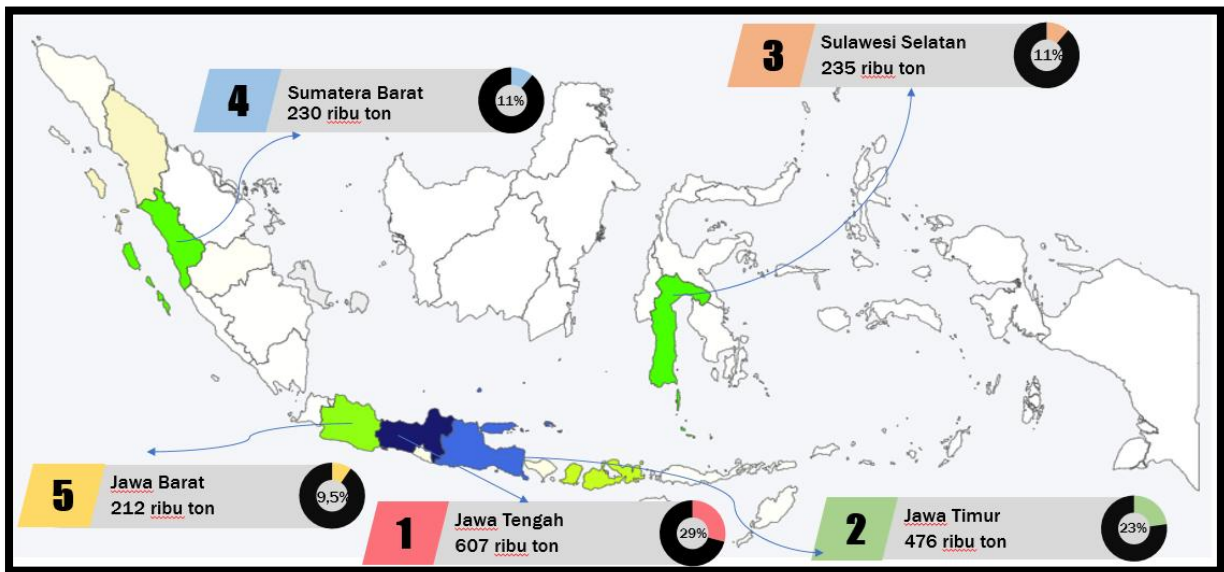 3
Sulawesi Selatan
235 ribu ton
11%
4
Sumatera Barat
230 ribu ton
11%
5
Jawa Barat
212 ribu ton
9,5%
1
Jawa Tengah
607 ribu ton
29%
2
Jawa Timur
476 ribu ton
23%